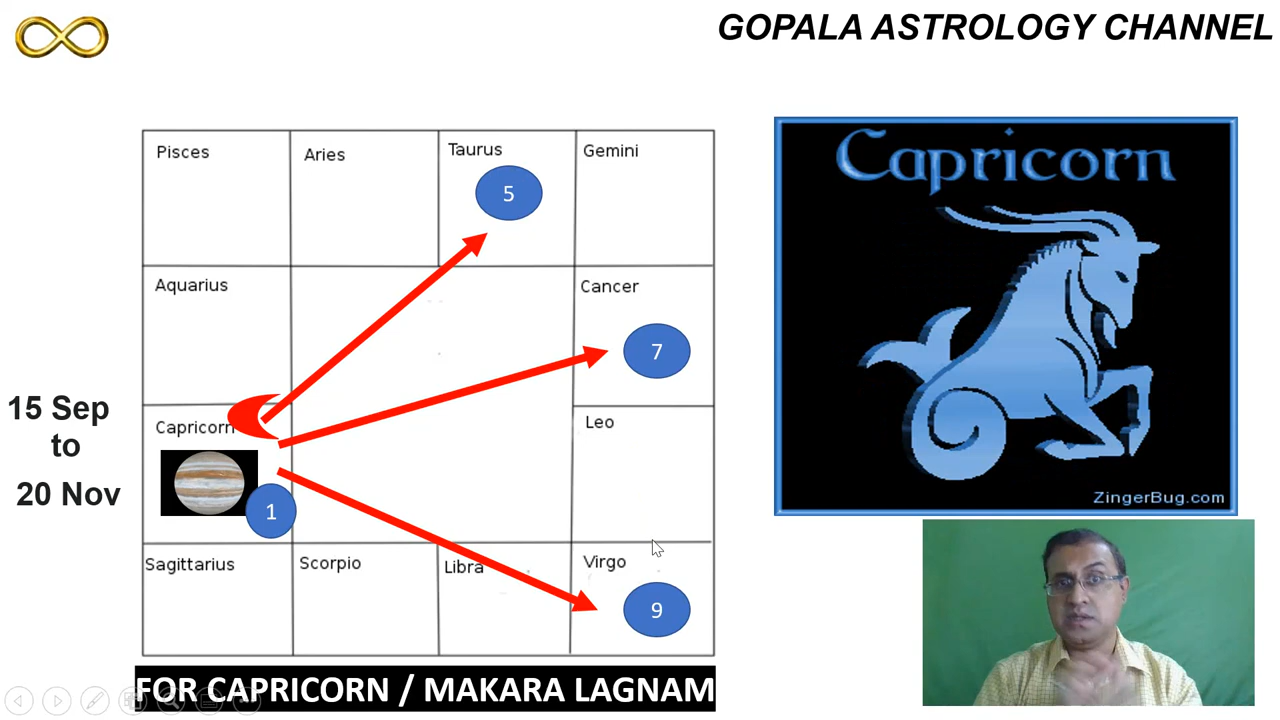 GOPALA ASTROLOGY CHANNEL
Pisces
Aries
Taurus
Gemini
5
Aquarius
Cancer
7
15 Sep
to
20 Nov
Capricorn
1
Leo
Sagittarius
Scorpio
Libra
Virgo
9
FOR CAPRICORN / MAKARA LAGNAM
Capricorn
ZingerBug.com